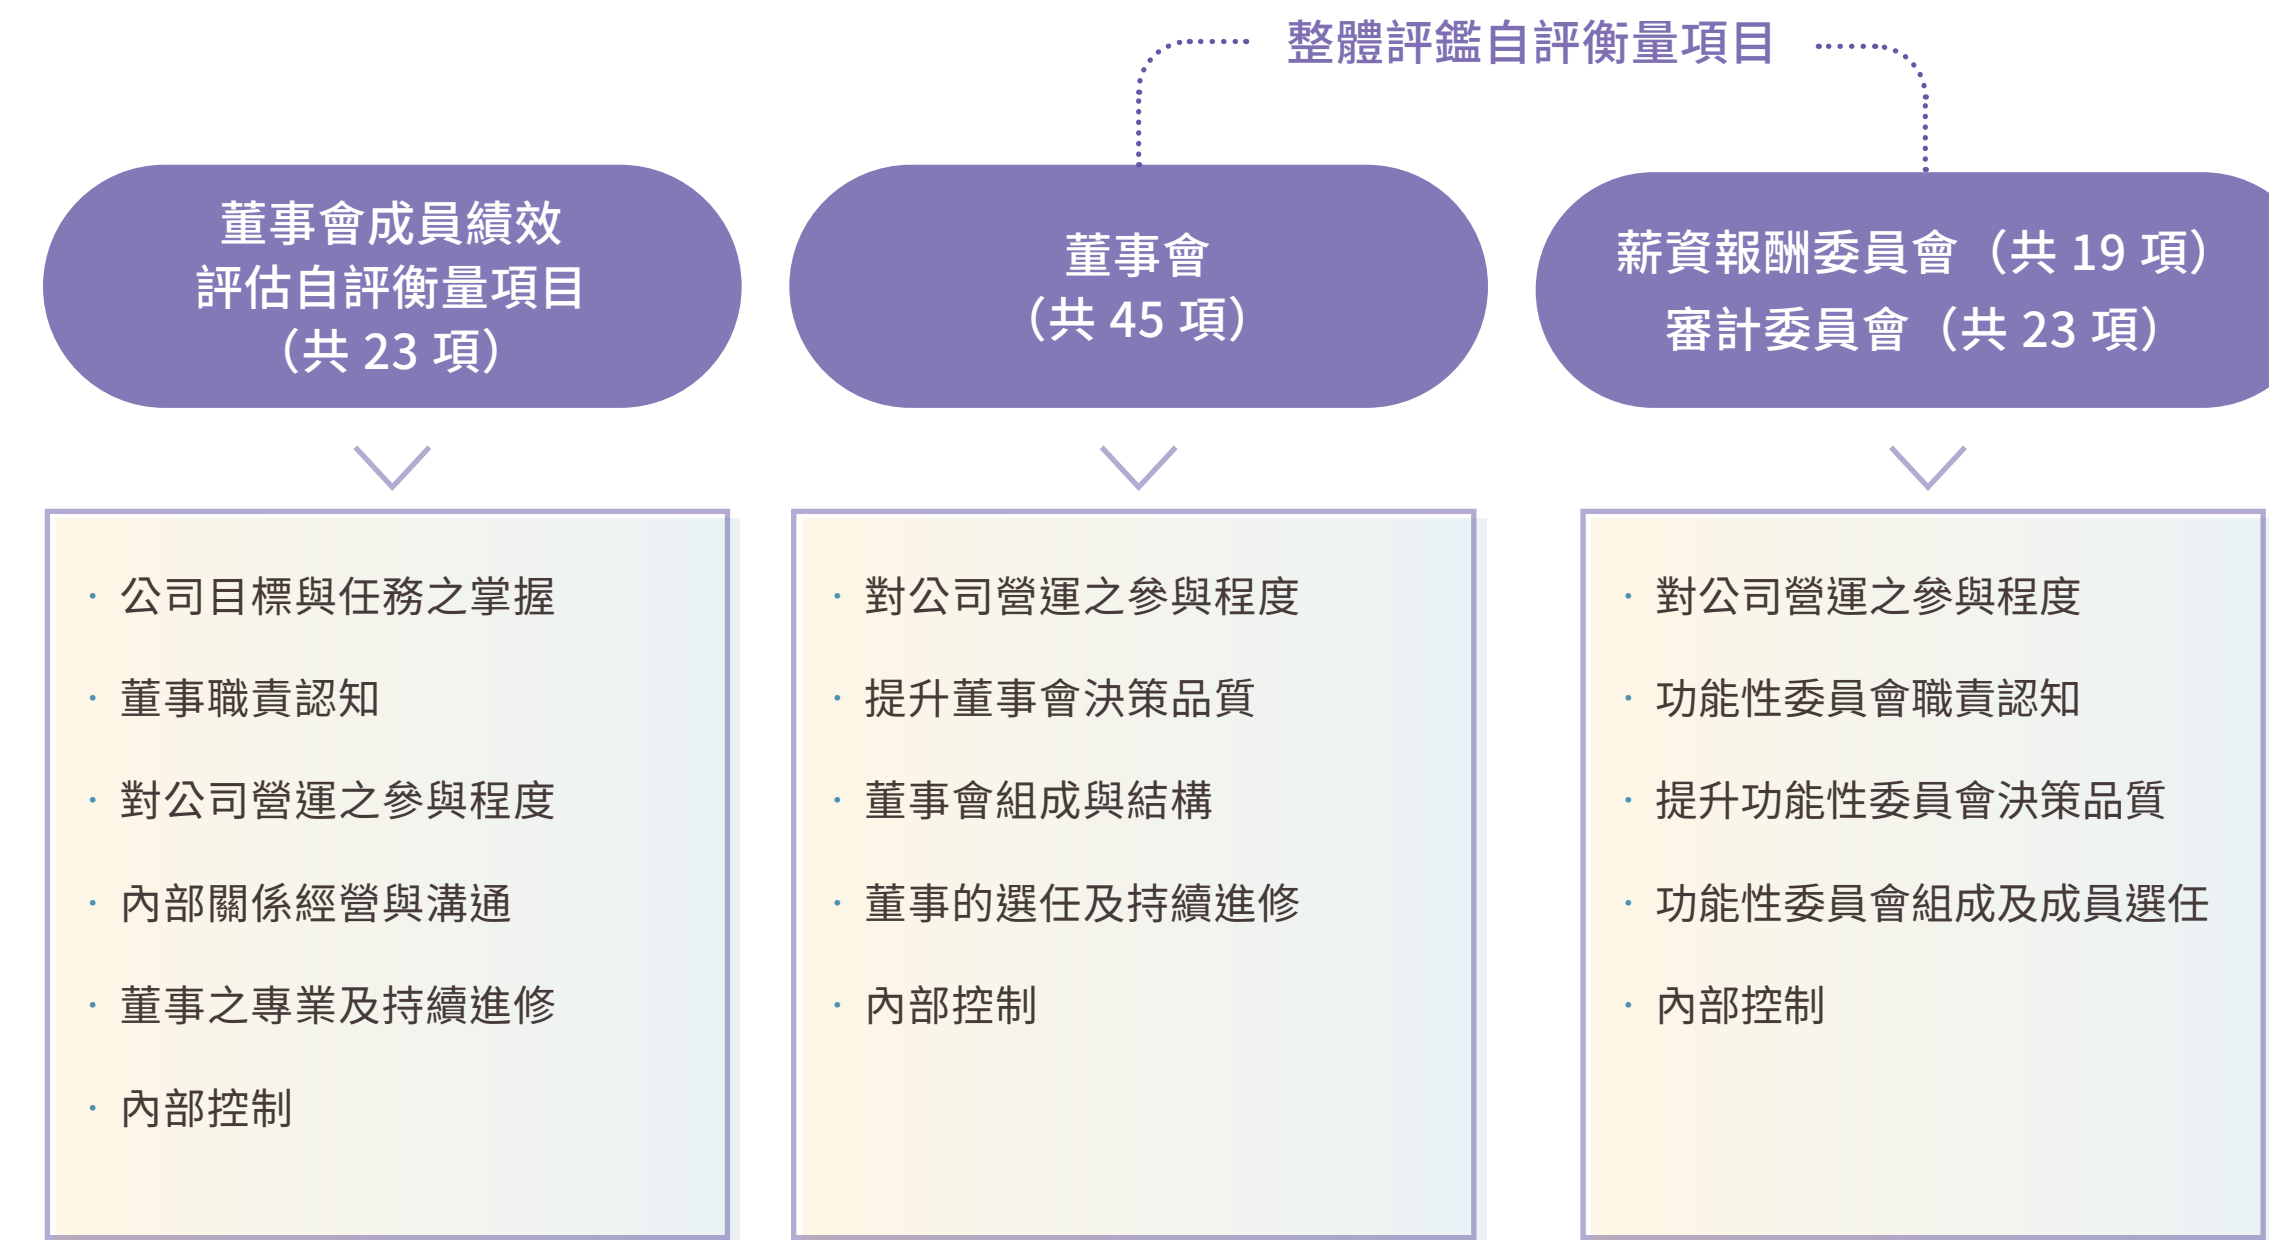 整體評鑑自評衡量項目
董事會成員績效
評估自評衡量項目
（共 23 項）
· 公司目標與任務之掌握
· 董事職責認知
· 對公司營運之參與程度
· 內部關係經營與溝通
· 董事之專業及持續進修
· 內部控制
董事會
（共 45 項）
· 對公司營運之參與程度
· 提升董事會決策品質
· 董事會組成與結構
· 董事的選任及持續進修
· 內部控制
薪資報酬委員會（共 19 項）
審計委員會（共 23 項）
· 對公司營運之參與程度
· 功能性委員會職責認知
· 提升功能性委員會決策品質
· 功能性委員會組成及成員選任
· 內部控制